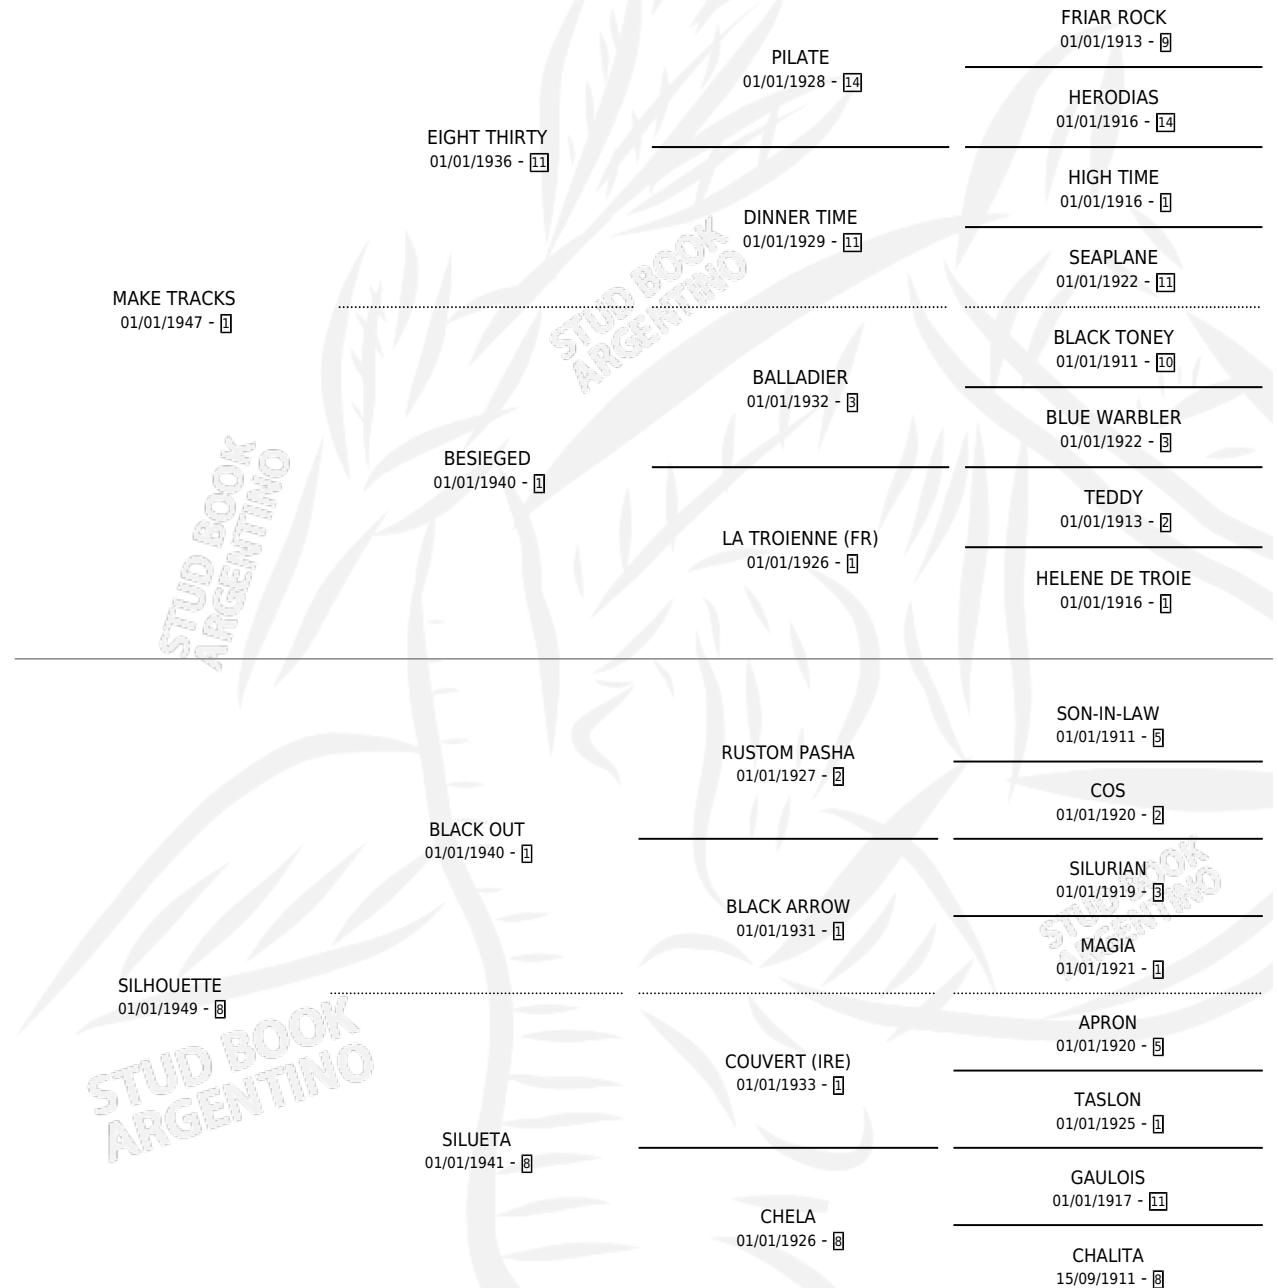 FRIAR ROCK
01/01/1913 - 9
PILATE
01/01/1928 - 14
HERODIAS
01/01/1916 - 14
EIGHT THIRTY
01/01/1936 - 11
HIGH TIME
01/01/1916 - 1
DINNER TIME
01/01/1929 - 11
SEAPLANE
01/01/1922 - 11
MAKE TRACKS
01/01/1947 - 1
BLACK TONEY
01/01/1911 - 10
BALLADIER
01/01/1932 - 3
BLUE WARBLER
01/01/1922 - 3
BESIEGED
01/01/1940 - 1
TEDDY
01/01/1913 - 2
LA TROIENNE (FR)
01/01/1926 - 1
HELENE DE TROIE
01/01/1916 - 1
SON-IN-LAW
01/01/1911 - 5
RUSTOM PASHA
01/01/1927 - 2
COS
01/01/1920 - 2
BLACK OUT
01/01/1940 - 1
SILURIAN
01/01/1919 - 3
BLACK ARROW
01/01/1931 - 1
MAGIA
01/01/1921 - 1
SILHOUETTE
01/01/1949 - 8
APRON
01/01/1920 - 5
COUVERT (IRE)
01/01/1933 - 1
TASLON
01/01/1925 - 1
SILUETA
01/01/1941 - 8
GAULOIS
01/01/1917 - 11
CHELA
01/01/1926 - 8
CHALITA
15/09/1911 - 8
STUD BOOK
ARGENTINO
STUD BOOK
ARGENTINO
STUD BOOK
ARGENTINO
STUD BOOK
ARGENTINO